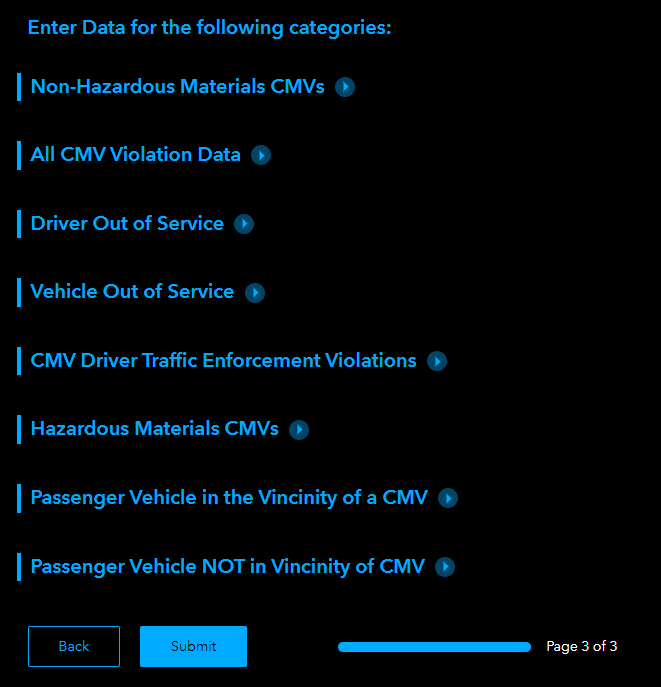 Enter Data for the following categories:
Non-Hazardous Materials CMVs
All CMV Violation Data
Driver Out of Service
Vehicle Out of Service
CMV Driver Traffic Enforcement Violations
Hazardous Materials CMVs
Passenger Vehicle in the Vincinity of a CMV
Passenger Vehicle NOT in Vincinity of CMV
Back Submit Page 3 of 3